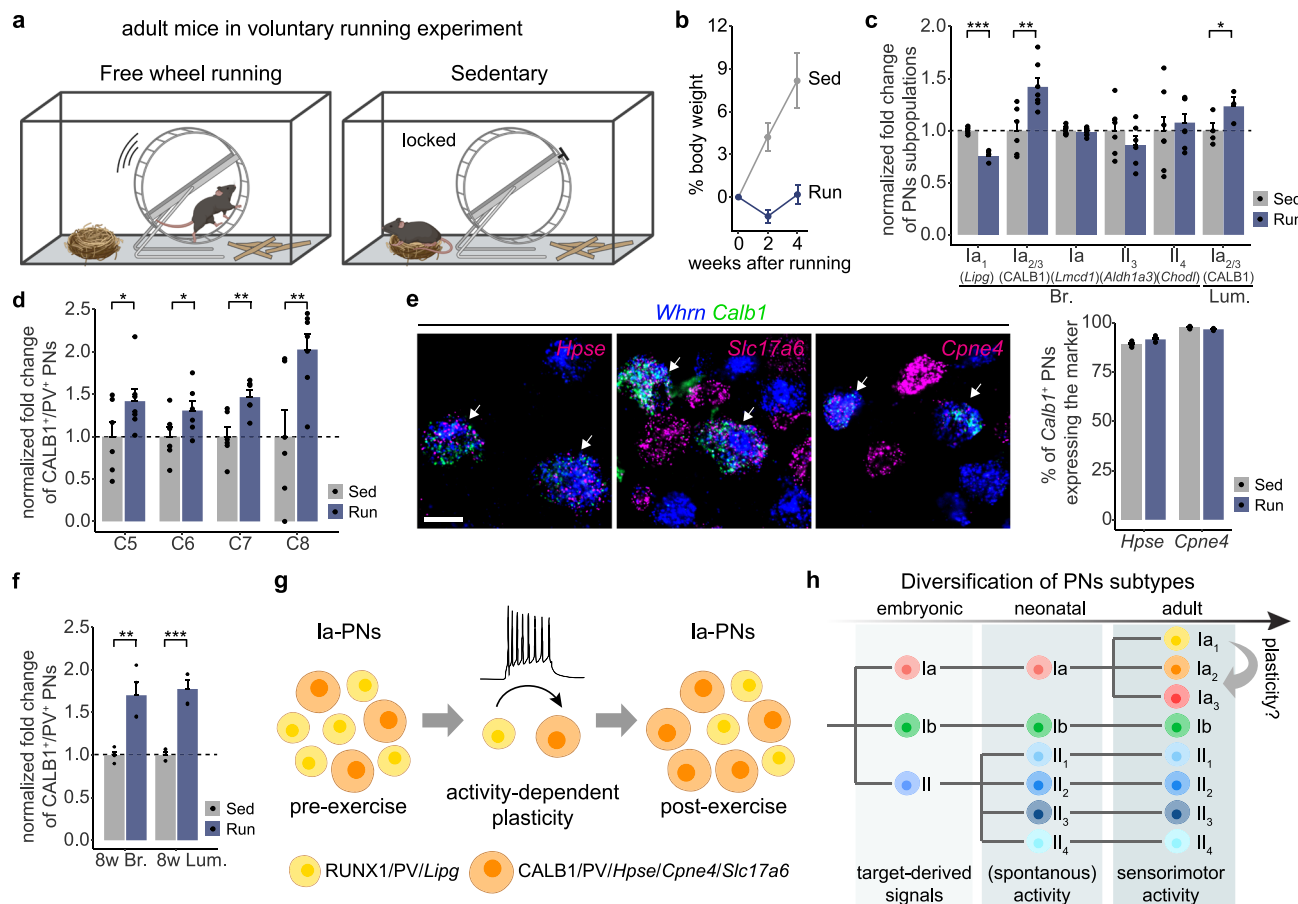 a
adult mice in voluntary running experiment
Free wheel running
Sedentary
locked
b
% body weight
12
9
6
3
0
Sed
Run
0 2 4
weeks after running
c
normalized fold change
of PNs subpopulations
2.0
1.5
1.0
0.5
0.0
*** ** *
Sed
Run
Ia1 Ia2/3 Ia II3 II4 Ia2/3
(Lipg) (CALB1) (Lmcd1) (Aldh1a3) (Chodl) (CALB1)
Br. Lum.
d
normalized fold change
of CALB1+/PV+ PNs
2.5
2.0
1.5
1.0
0.5
0.0
* * ** **
Sed
Run
C5 C6 C7 C8
e
Whrn Calb1
Hpse Slc17a6 Cpne4
% of Calb1+ PNs
expressing the marker
100
75
50
25
0
Sed
Run
Hpse Cpne4
f
normalized fold change
of CALB1+/PV+ PNs
2.5
2.0
1.5
1.0
0.5
0.0
** ***
Sed
Run
8w Br. 8w Lum.
g
Ia-PNs Ia-PNs
pre-exercise
activity-dependent
plasticity
post-exercise
RUNX1/PV/Lipg CALB1/PV/Hpse/Cpne4/Slc17a6
h
Diversification of PNs subtypes
embryonic neonatal adult
plasticity?
Ia1
Ia Ia Ia2
Ia3
Ib Ib Ib
II1 II1
II II2 II2
II3 II3
II4 II4
target-derived
signals
(spontanous)
activity
sensorimotor
activity